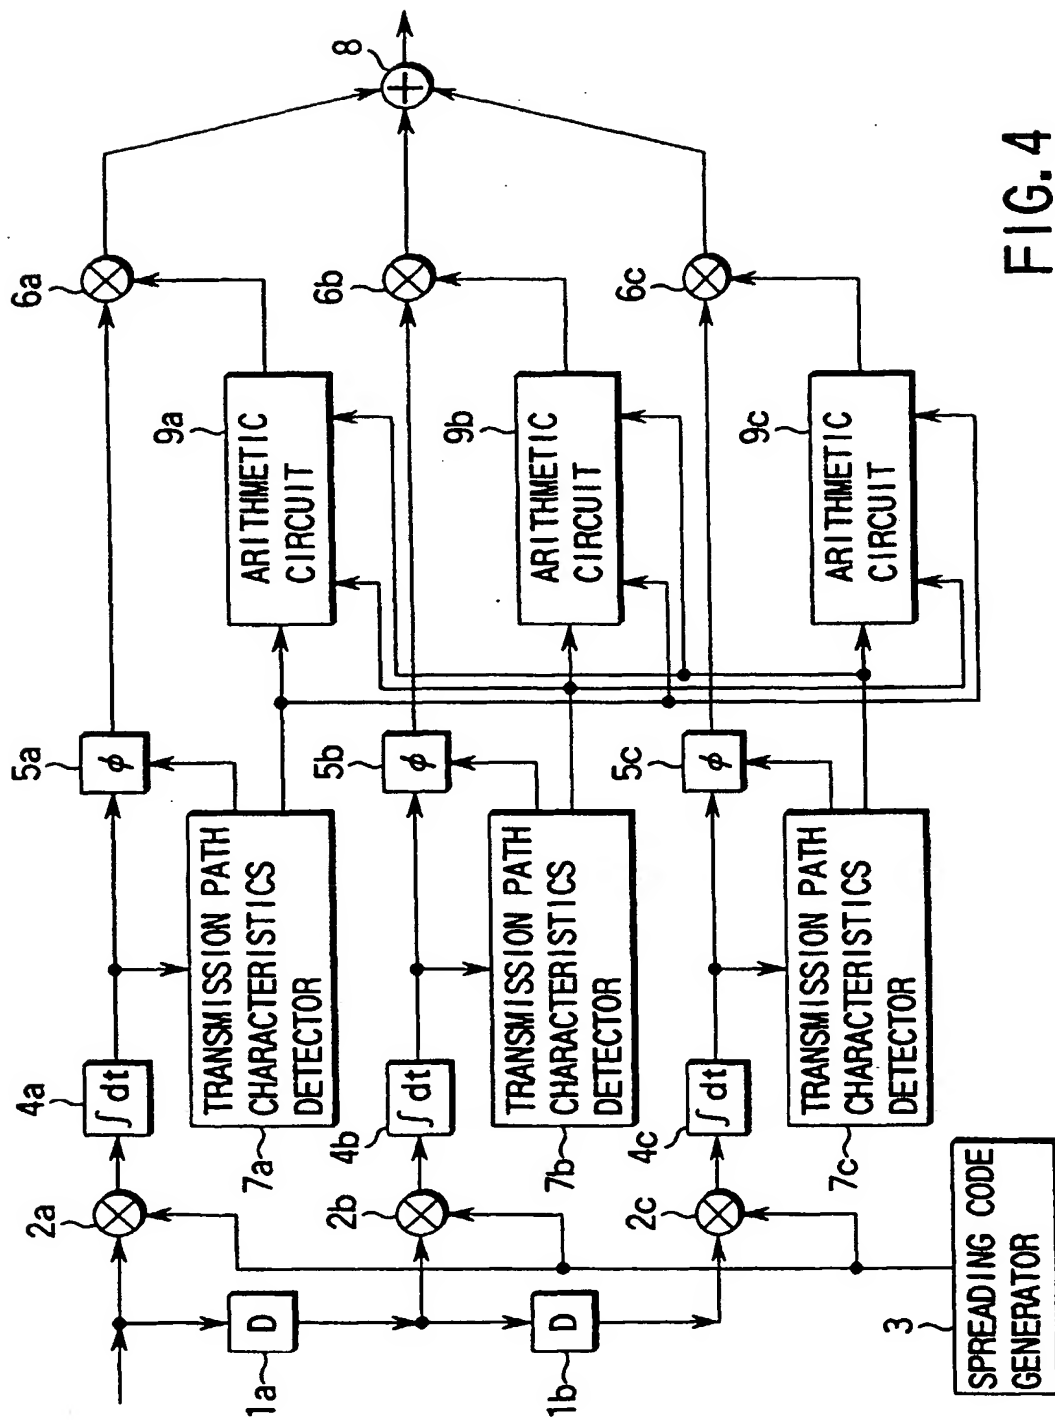 8
6a
6b
6c
9a
ARITHMETIC
CIRCUIT
9b
ARITHMETIC
CIRCUIT
9c
ARITHMETIC
CIRCUIT
5a
ϕ
5b
ϕ
5c
ϕ
4a
∫dt
TRANSMISSION PATH
CHARACTERISTICS
DETECTOR
7a
4b
∫dt
TRANSMISSION PATH
CHARACTERISTICS
DETECTOR
7b
4c
∫dt
TRANSMISSION PATH
CHARACTERISTICS
DETECTOR
7c
2a
2b
2c
D
1a
D
1b
3
SPREADING CODE
GENERATOR
FIG. 4